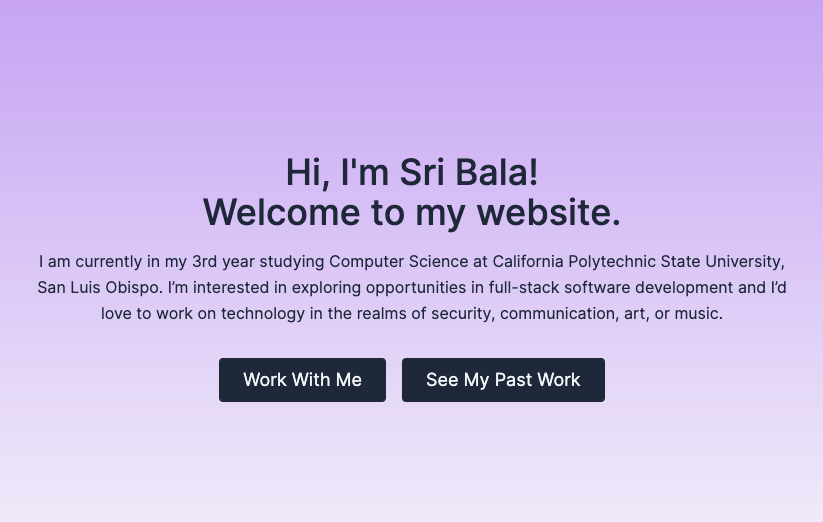 Hi, I'm Sri Bala!
Welcome to my website.
I am currently in my 3rd year studying Computer Science at California Polytechnic State University,
San Luis Obispo. I’m interested in exploring opportunities in full-stack software development and I’d
love to work on technology in the realms of security, communication, art, or music.
Work With Me
See My Past Work